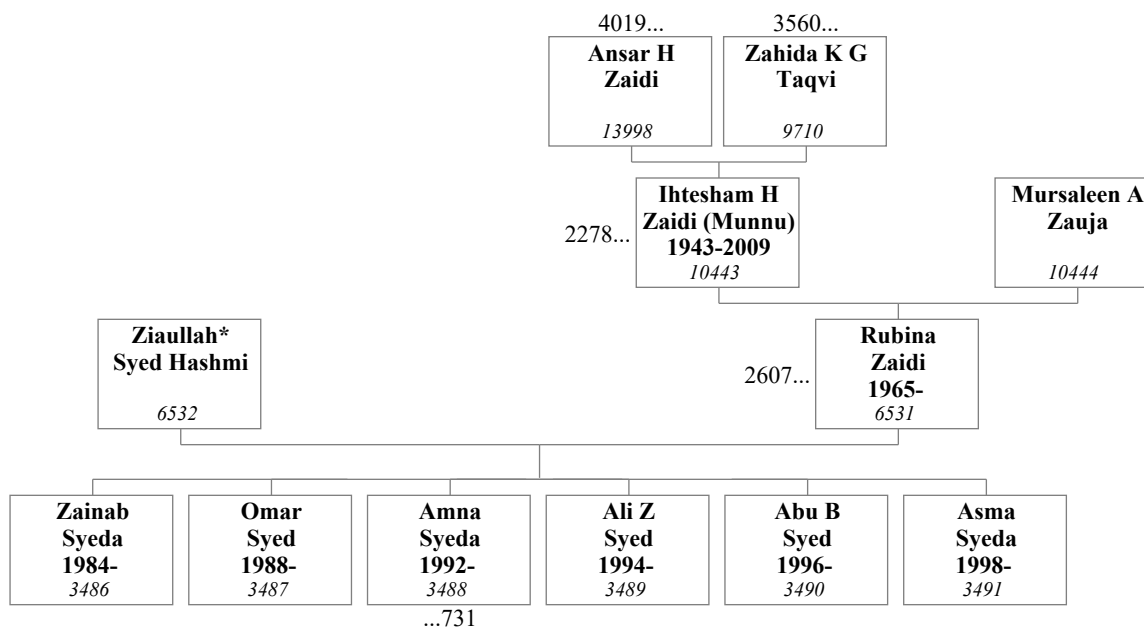 4019...
3560...
Ansar H
Zaidi
13998
Zahida K G
Taqvi
9710
2278...
Ihtesham H
Zaidi (Munnu)
1943-2009
10443
Mursaleen A
Zauja
10444
Ziaullah*
Syed Hashmi
6532
2607...
Rubina
Zaidi
1965-
6531
Zainab
Syeda
1984-
3486
Omar
Syed
1988-
3487
Amna
Syeda
1992-
3488
Ali Z
Syed
1994-
3489
Abu B
Syed
1996-
3490
Asma
Syeda
1998-
3491
...731